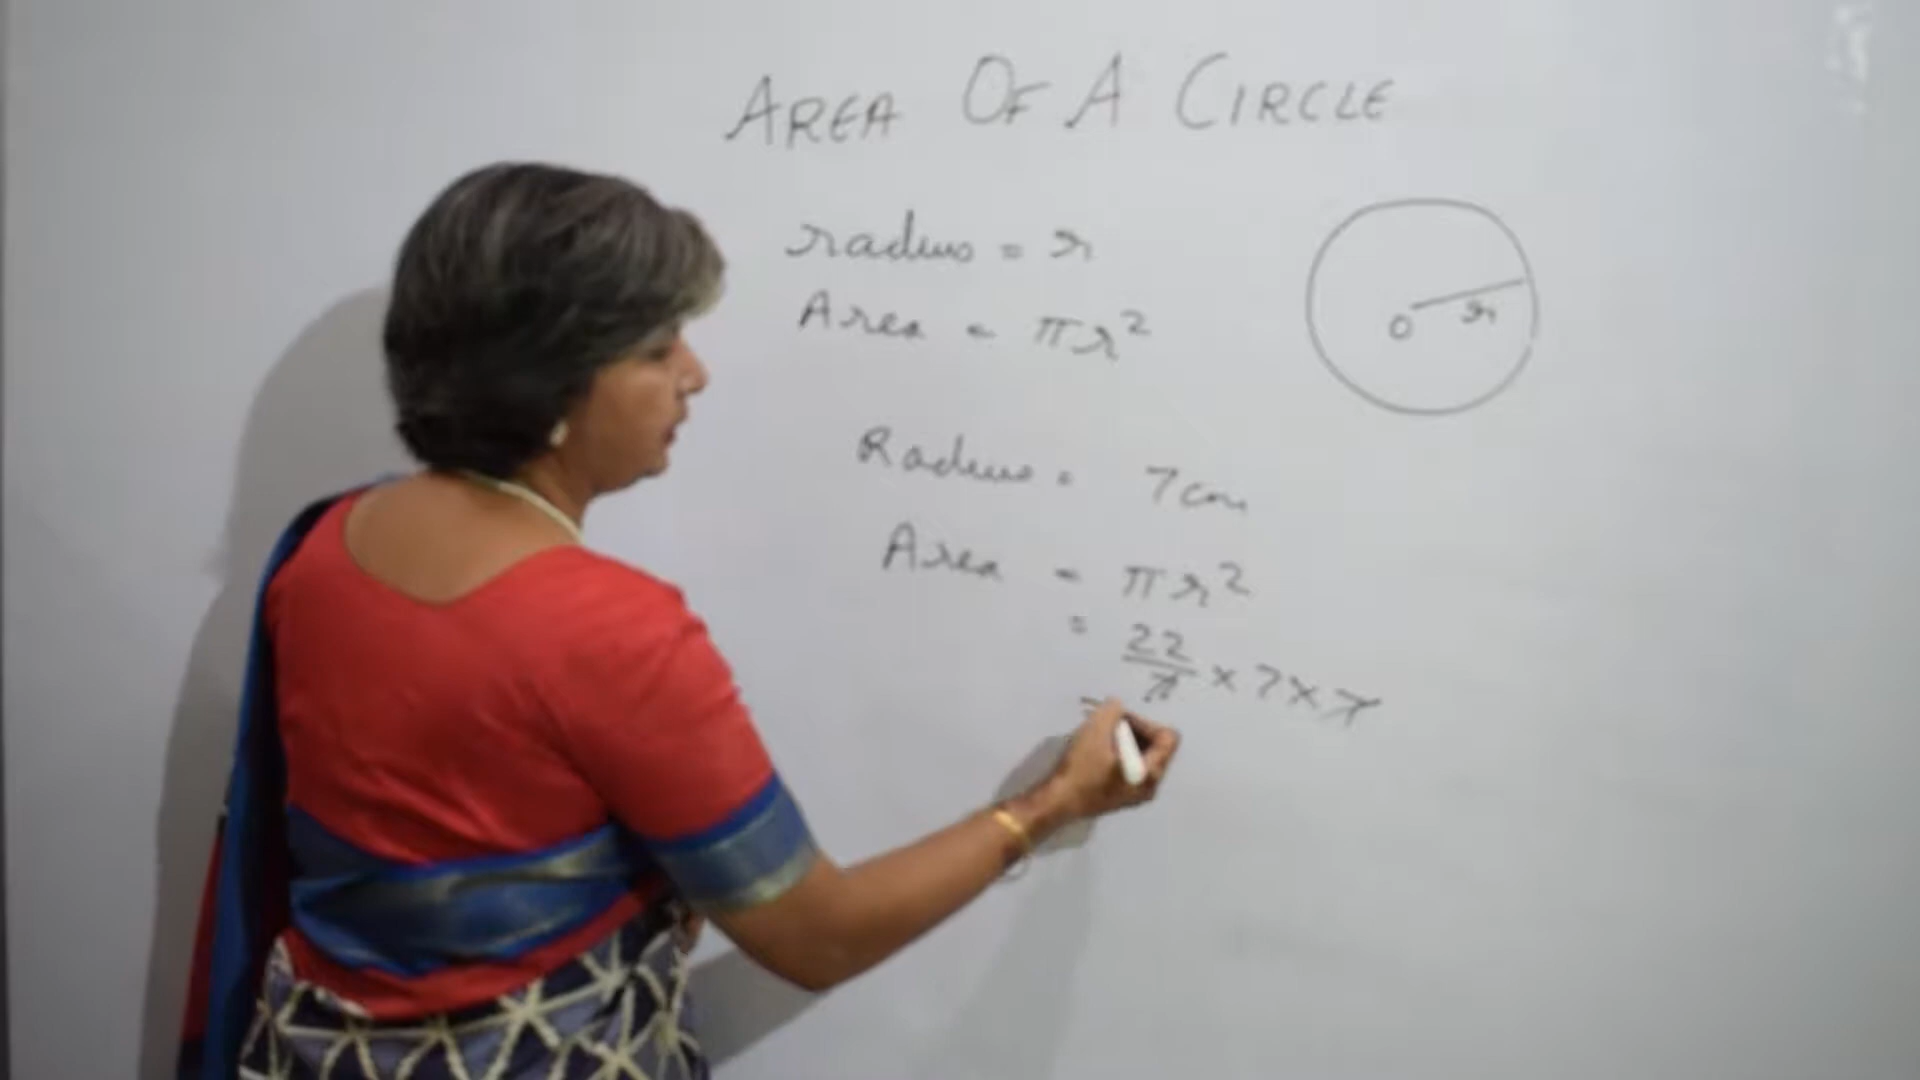 AREA OF A CIRCLE
radius = r
Area = πr²
O r
Radius = 7cm
Area = πr²
= 22/7 × 7 × 7
=